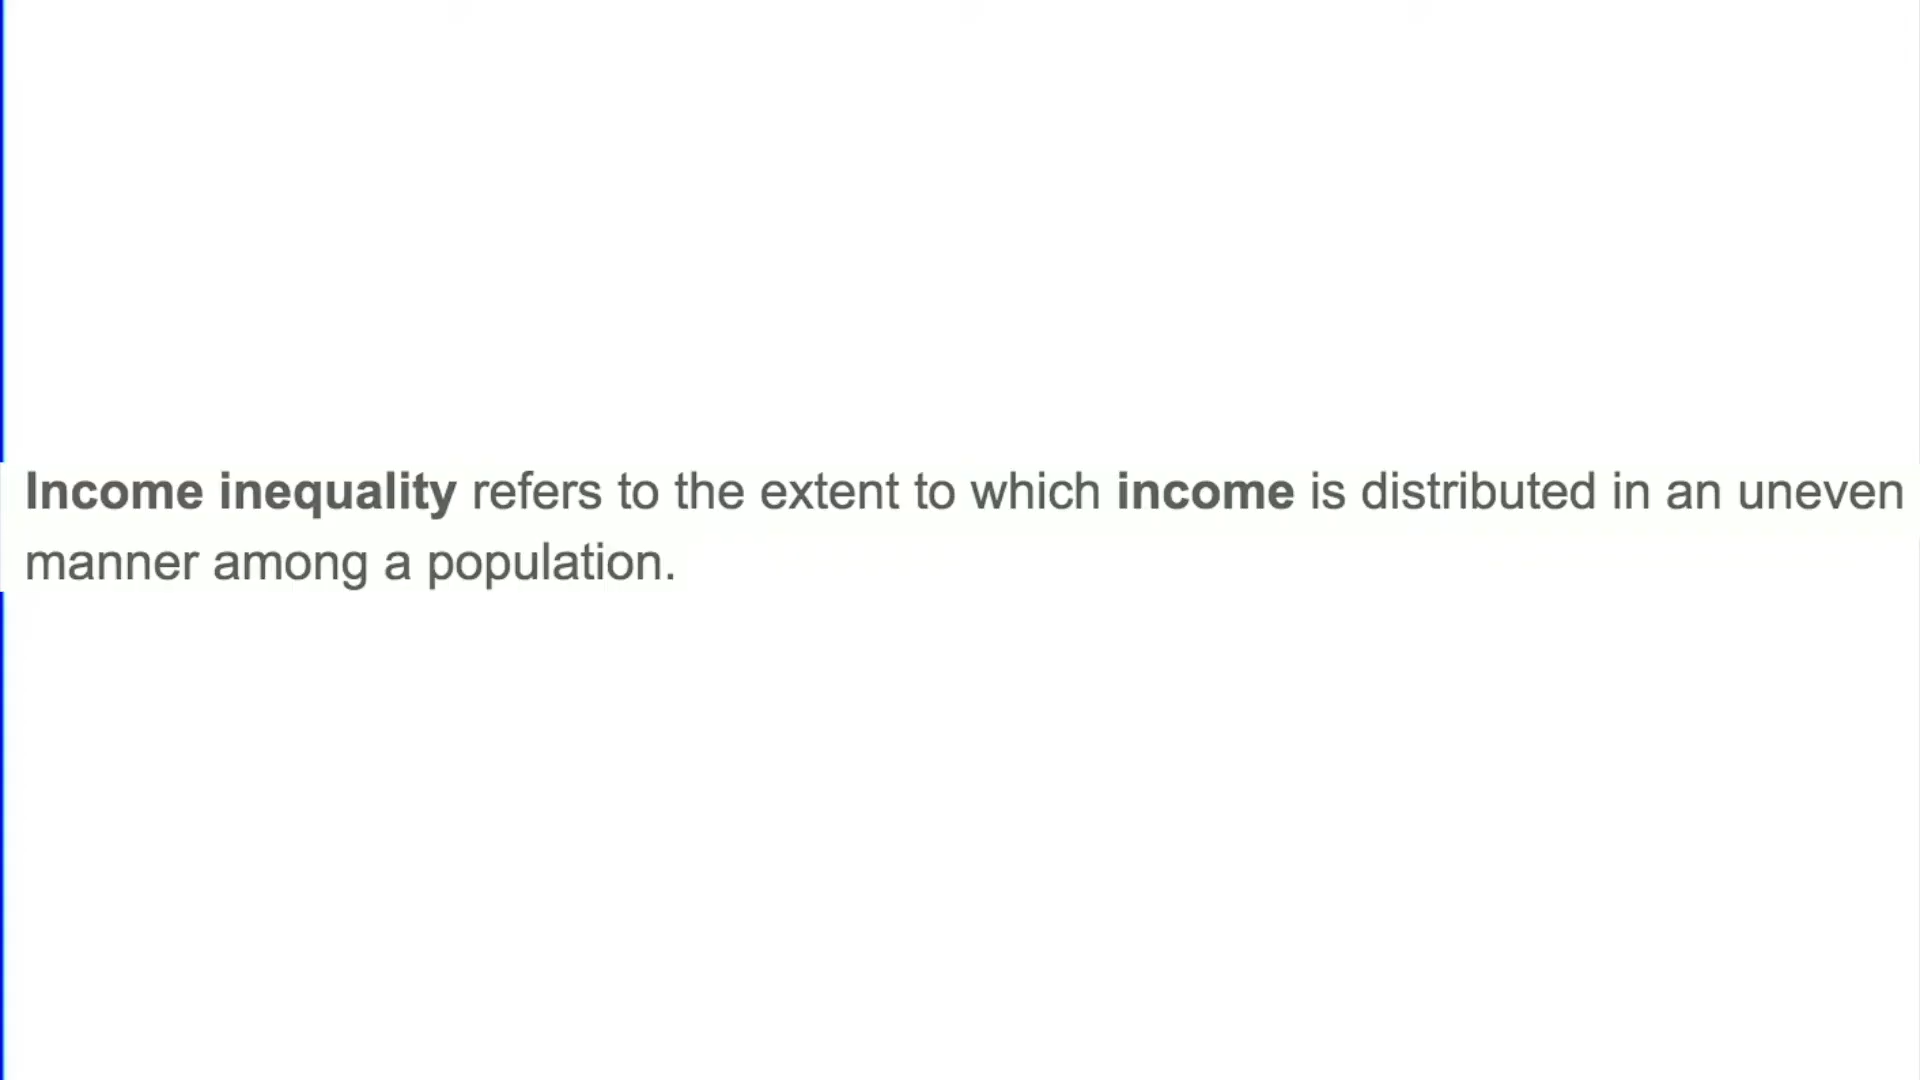 Income inequality refers to the extent to which income is distributed in an uneven
manner among a population.